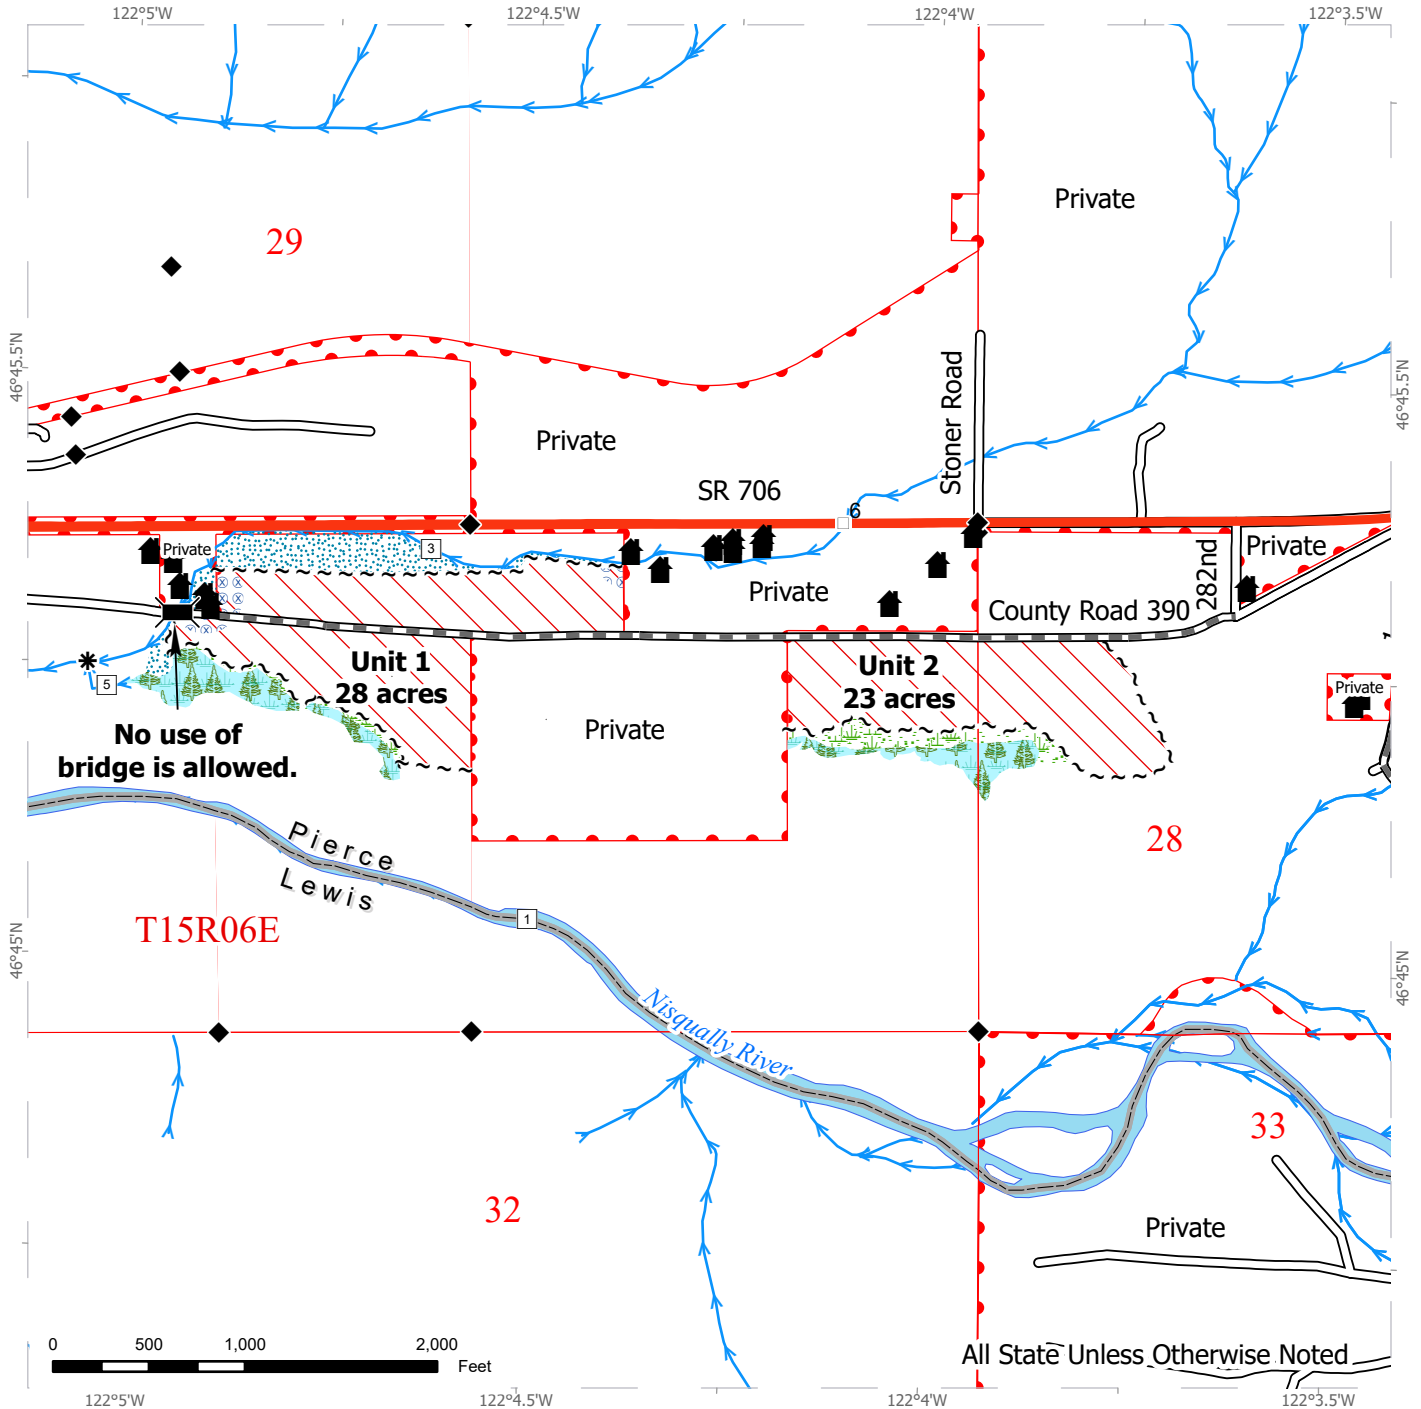 122°5'W 122°4.5'W 122°4'W 122°3.5'W
Private
29
46°45.5'N
46°45.5'N
Stoner Road
Private
SR 706
6
Private
3
Private
282nd
Private
County Road 390
Unit 1
28 acres
Unit 2
23 acres
5
Private
Private
No use of
bridge is allowed.
Pierce
Lewis
28
1
T15R06E
46°45'N
46°45'N
Nisqually River
33
32
Private
0 500 1,000 2,000
Feet
All State Unless Otherwise Noted
122°5'W 122°4.5'W 122°4'W 122°3.5'W